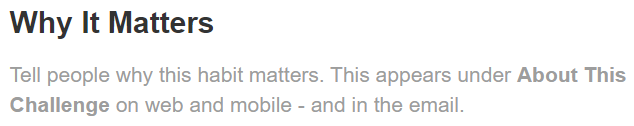 Why It Matters
Tell people why this habit matters. This appears under About This
Challenge on web and mobile - and in the email.